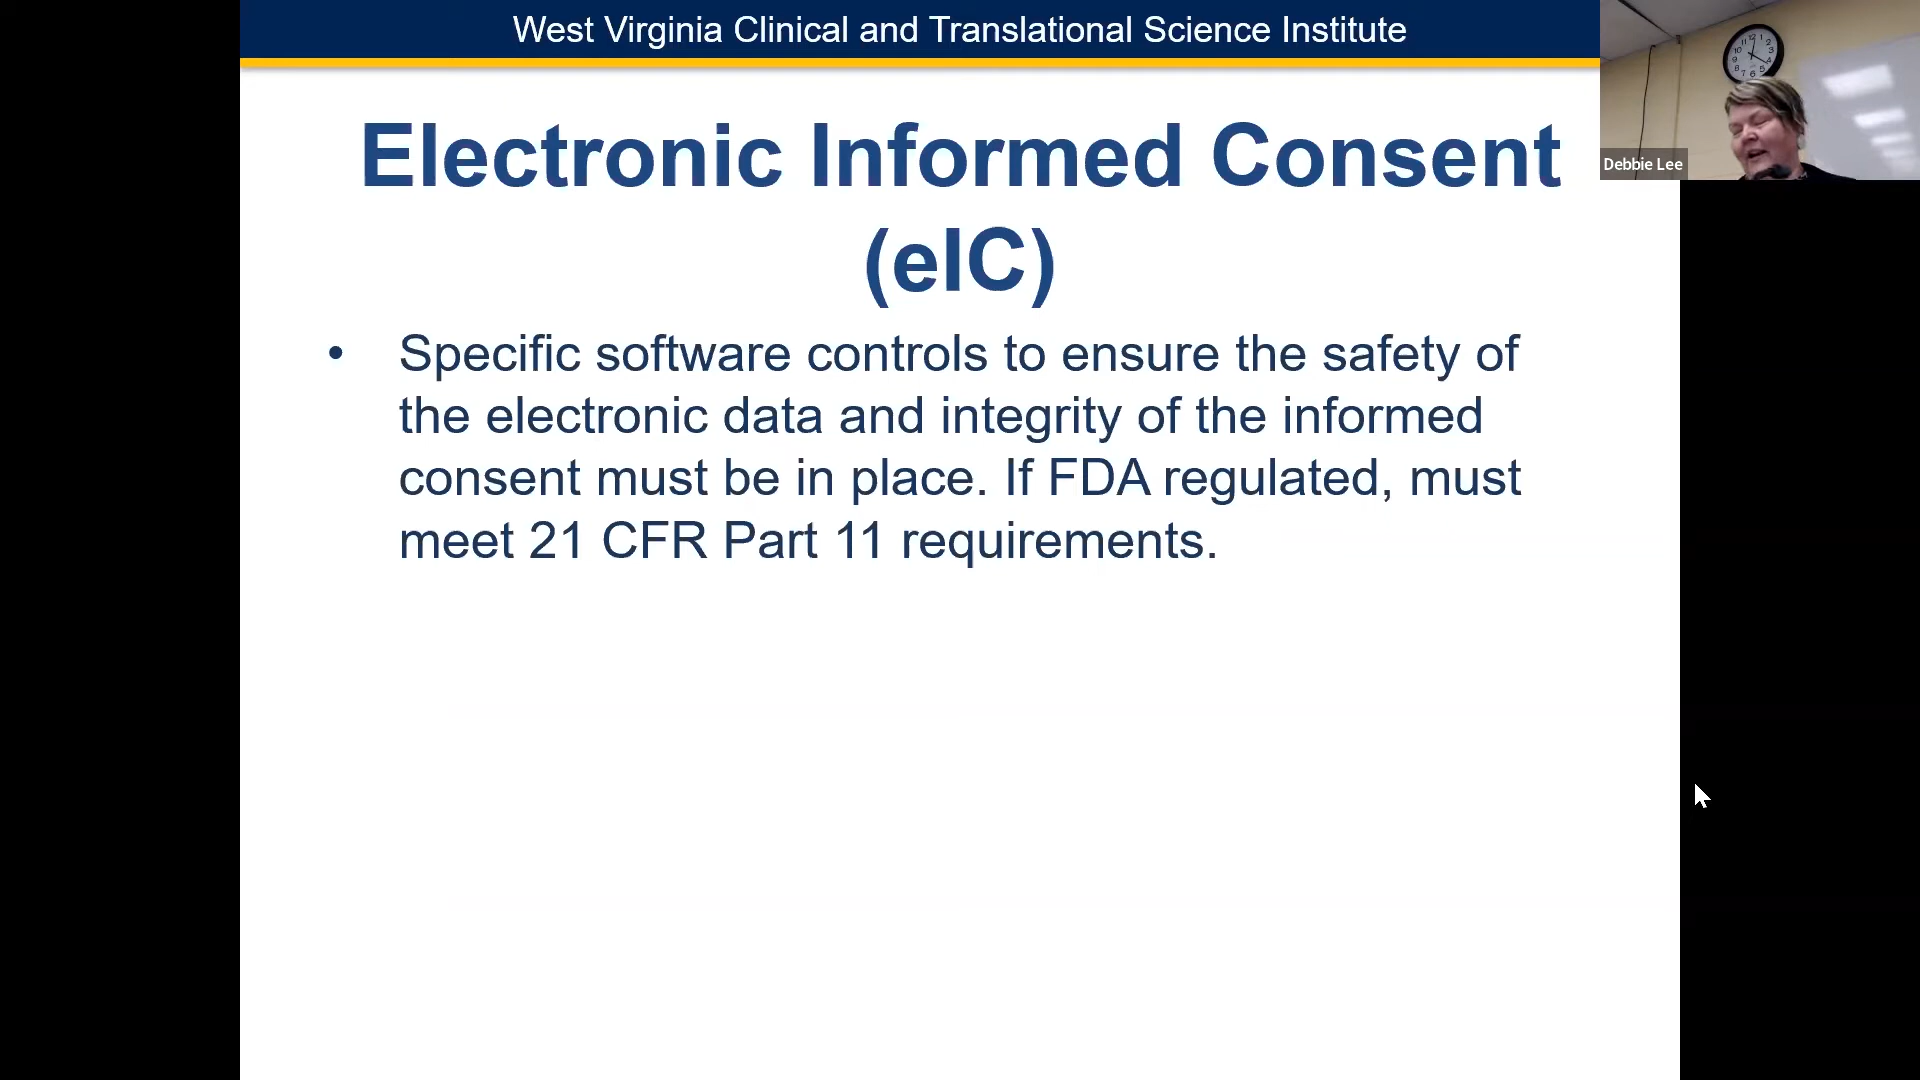 West Virginia Clinical and Translational Science Institute
Electronic Informed Consent
(eIC)
• Specific software controls to ensure the safety of
the electronic data and integrity of the informed
consent must be in place. If FDA regulated, must
meet 21 CFR Part 11 requirements.
Debbie Lee